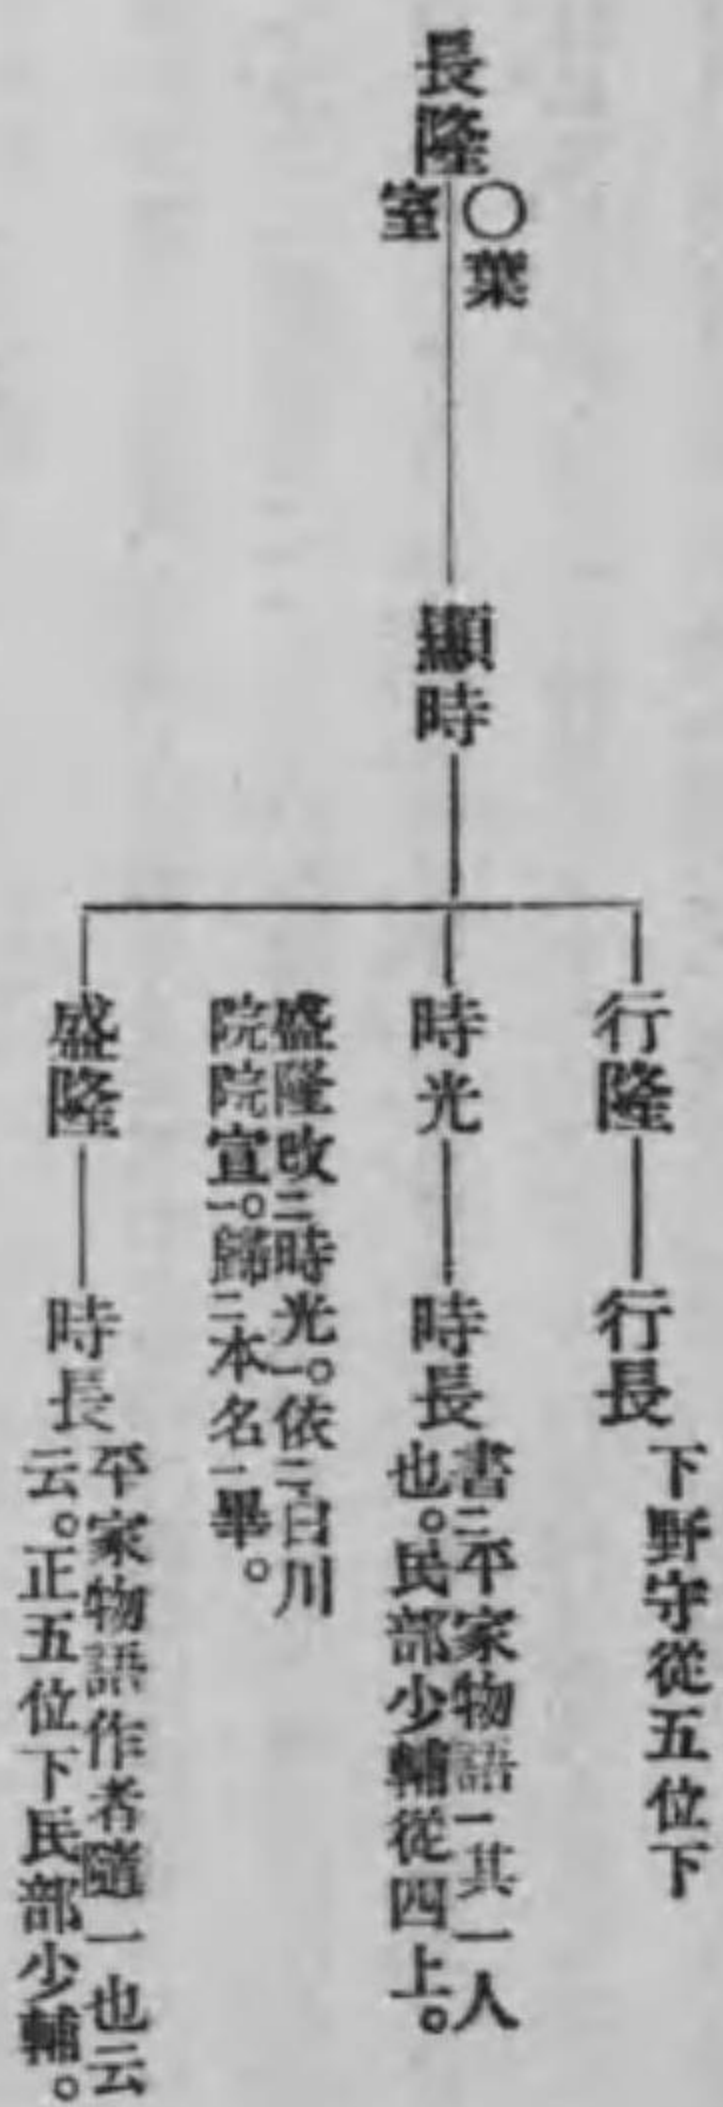 長隆
〇葉
室
顯時
行隆
行長
下野守從五位下
時光
時長
書㆓平家物語㆒其一人
也。民部少輔從四上。
盛隆改㆓時光㆒。依㆓白川
院院宣㆒。歸㆓本名㆒畢。
盛隆
時長
平家物語作者隨一也云
云。正五位下民部少輔。